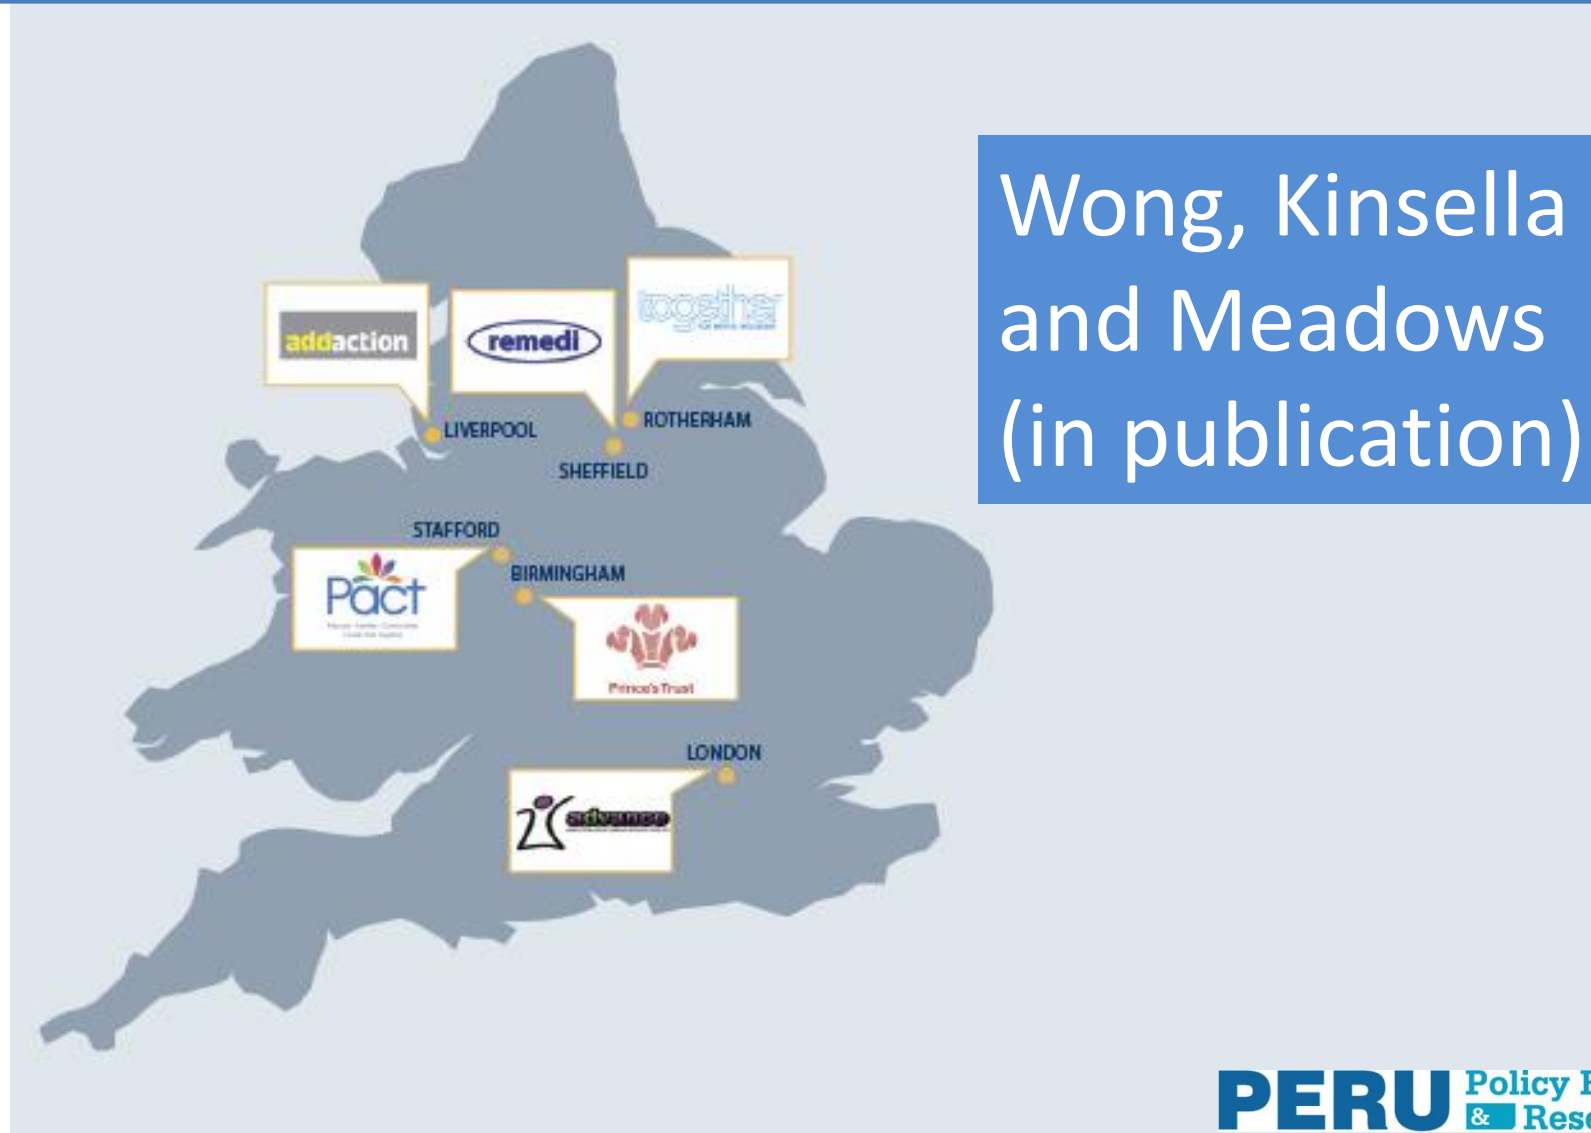 Wong, Kinsella
and Meadows
(in publication)
together
addaction
remedi
LIVERPOOL
ROTHERHAM
SHEFFIELD
STAFFORD
BIRMINGHAM
Pact
Prince's Trust
LONDON
advance
PERU
Policy E
& Rese